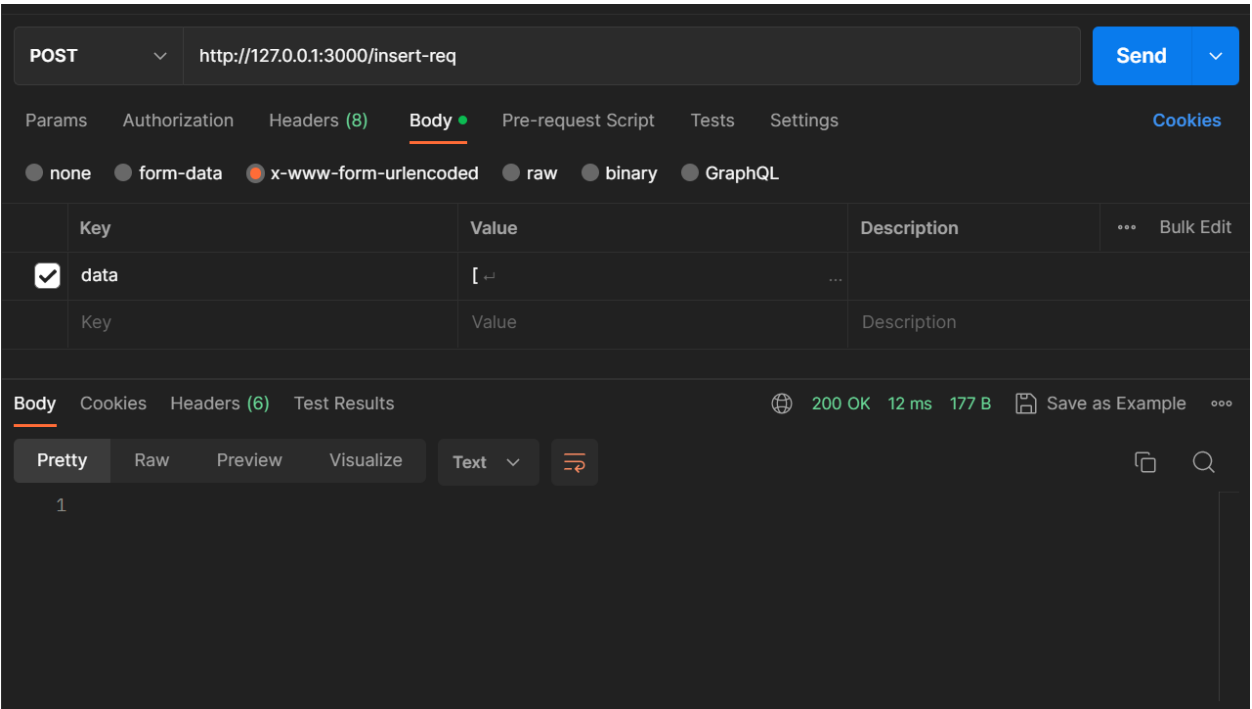 POST http://127.0.0.1:3000/insert-req Send
Params Authorization Headers (8) Body Pre-request Script Tests Settings Cookies
none form-data x-www-form-urlencoded raw binary GraphQL
Key Value Description Bulk Edit
data [ ↵ ...
Key Value Description
Body Cookies Headers (6) Test Results 200 OK 12 ms 177 B Save as Example
Pretty Raw Preview Visualize Text
1